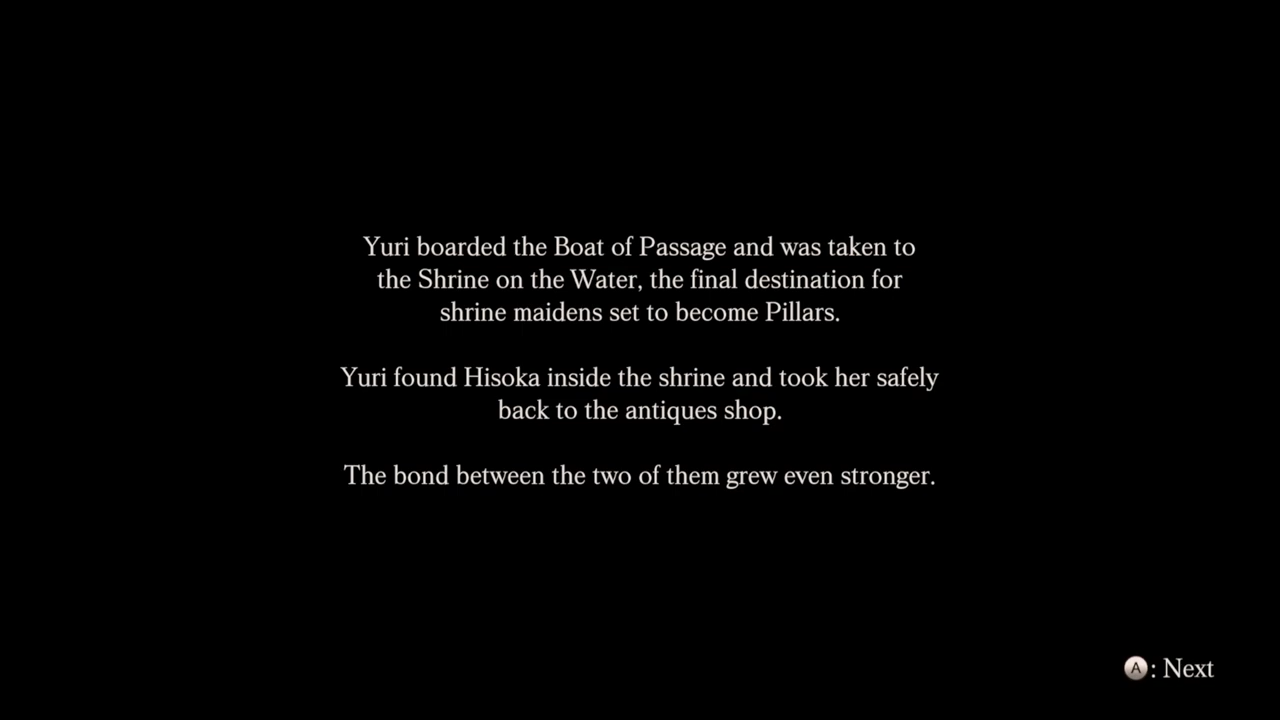 Yuri boarded the Boat of Passage and was taken to
the Shrine on the Water, the final destination for
shrine maidens set to become Pillars.
Yuri found Hisoka inside the shrine and took her safely
back to the antiques shop.
The bond between the two of them grew even stronger.
A: Next